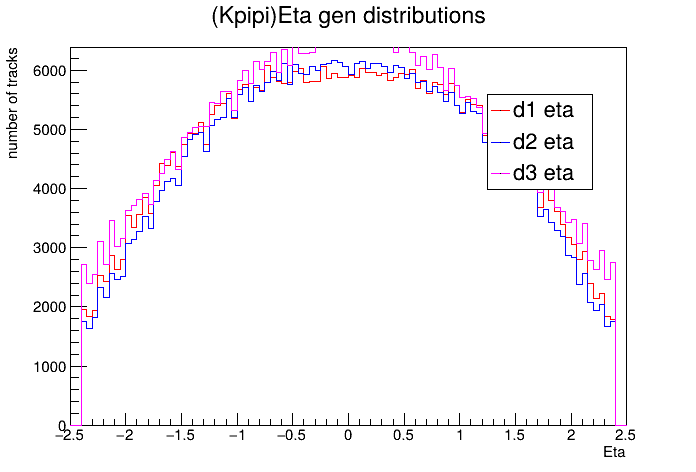 (Kpipi)Eta gen distributions
number of tracks
6000
5000
4000
3000
2000
1000
0
d1 eta
d2 eta
d3 eta
−2.5 −2 −1.5 −1 −0.5 0 0.5 1 1.5 2 2.5
Eta